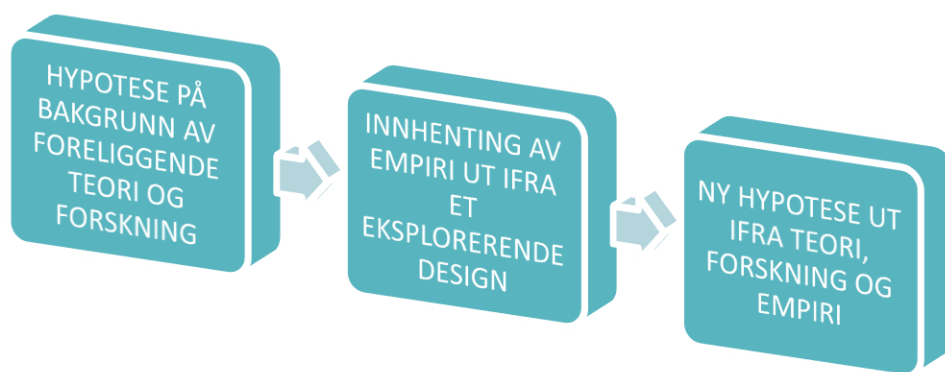 HYPOTESE PÅ
BAKGRUNN AV
FORELIGGENDE
TEORI OG
FORSKNING
INNHENTING AV
EMPIRI UT IFRA
ET
EKSPLORERENDE
DESIGN
NY HYPOTESE UT
IFRA TEORI,
FORSKNING OG
EMPIRI